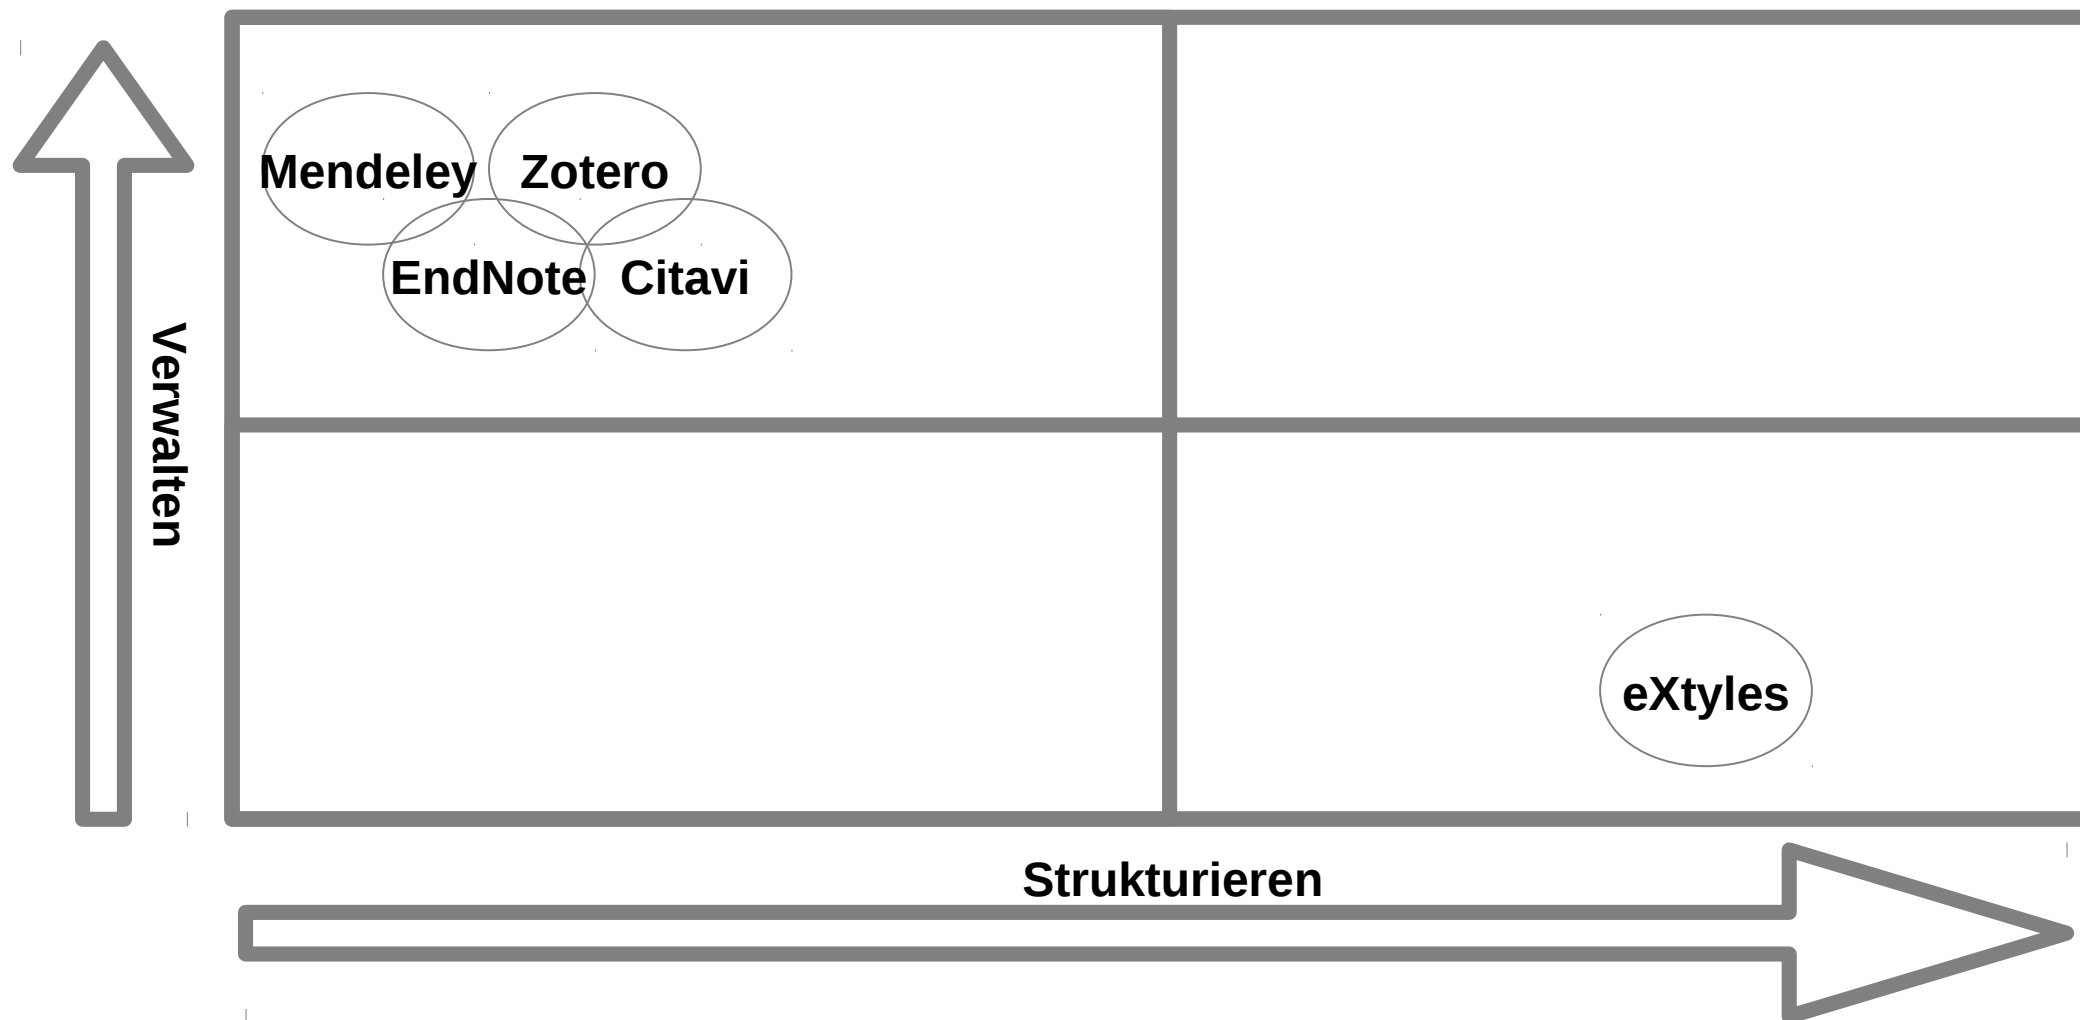 Mendeley
Zotero
EndNote
Citavi
Verwalten
eXtyles
Strukturieren